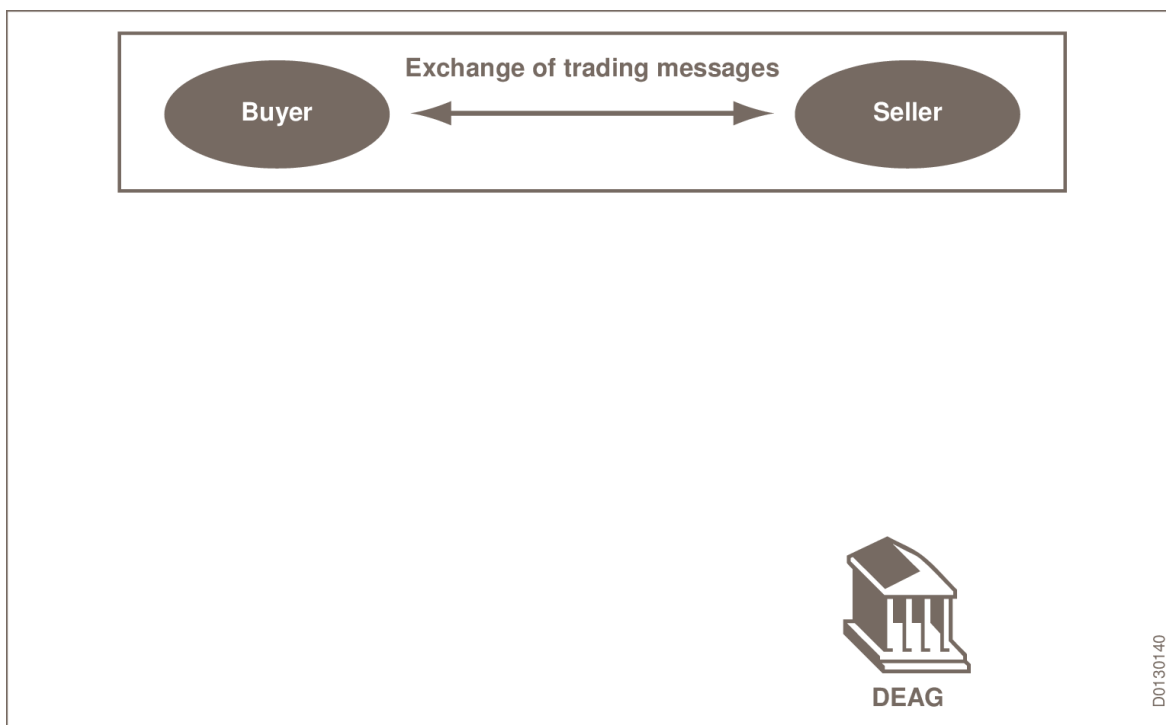 Exchange of trading messages
Buyer
Seller
DEAG
D0130140